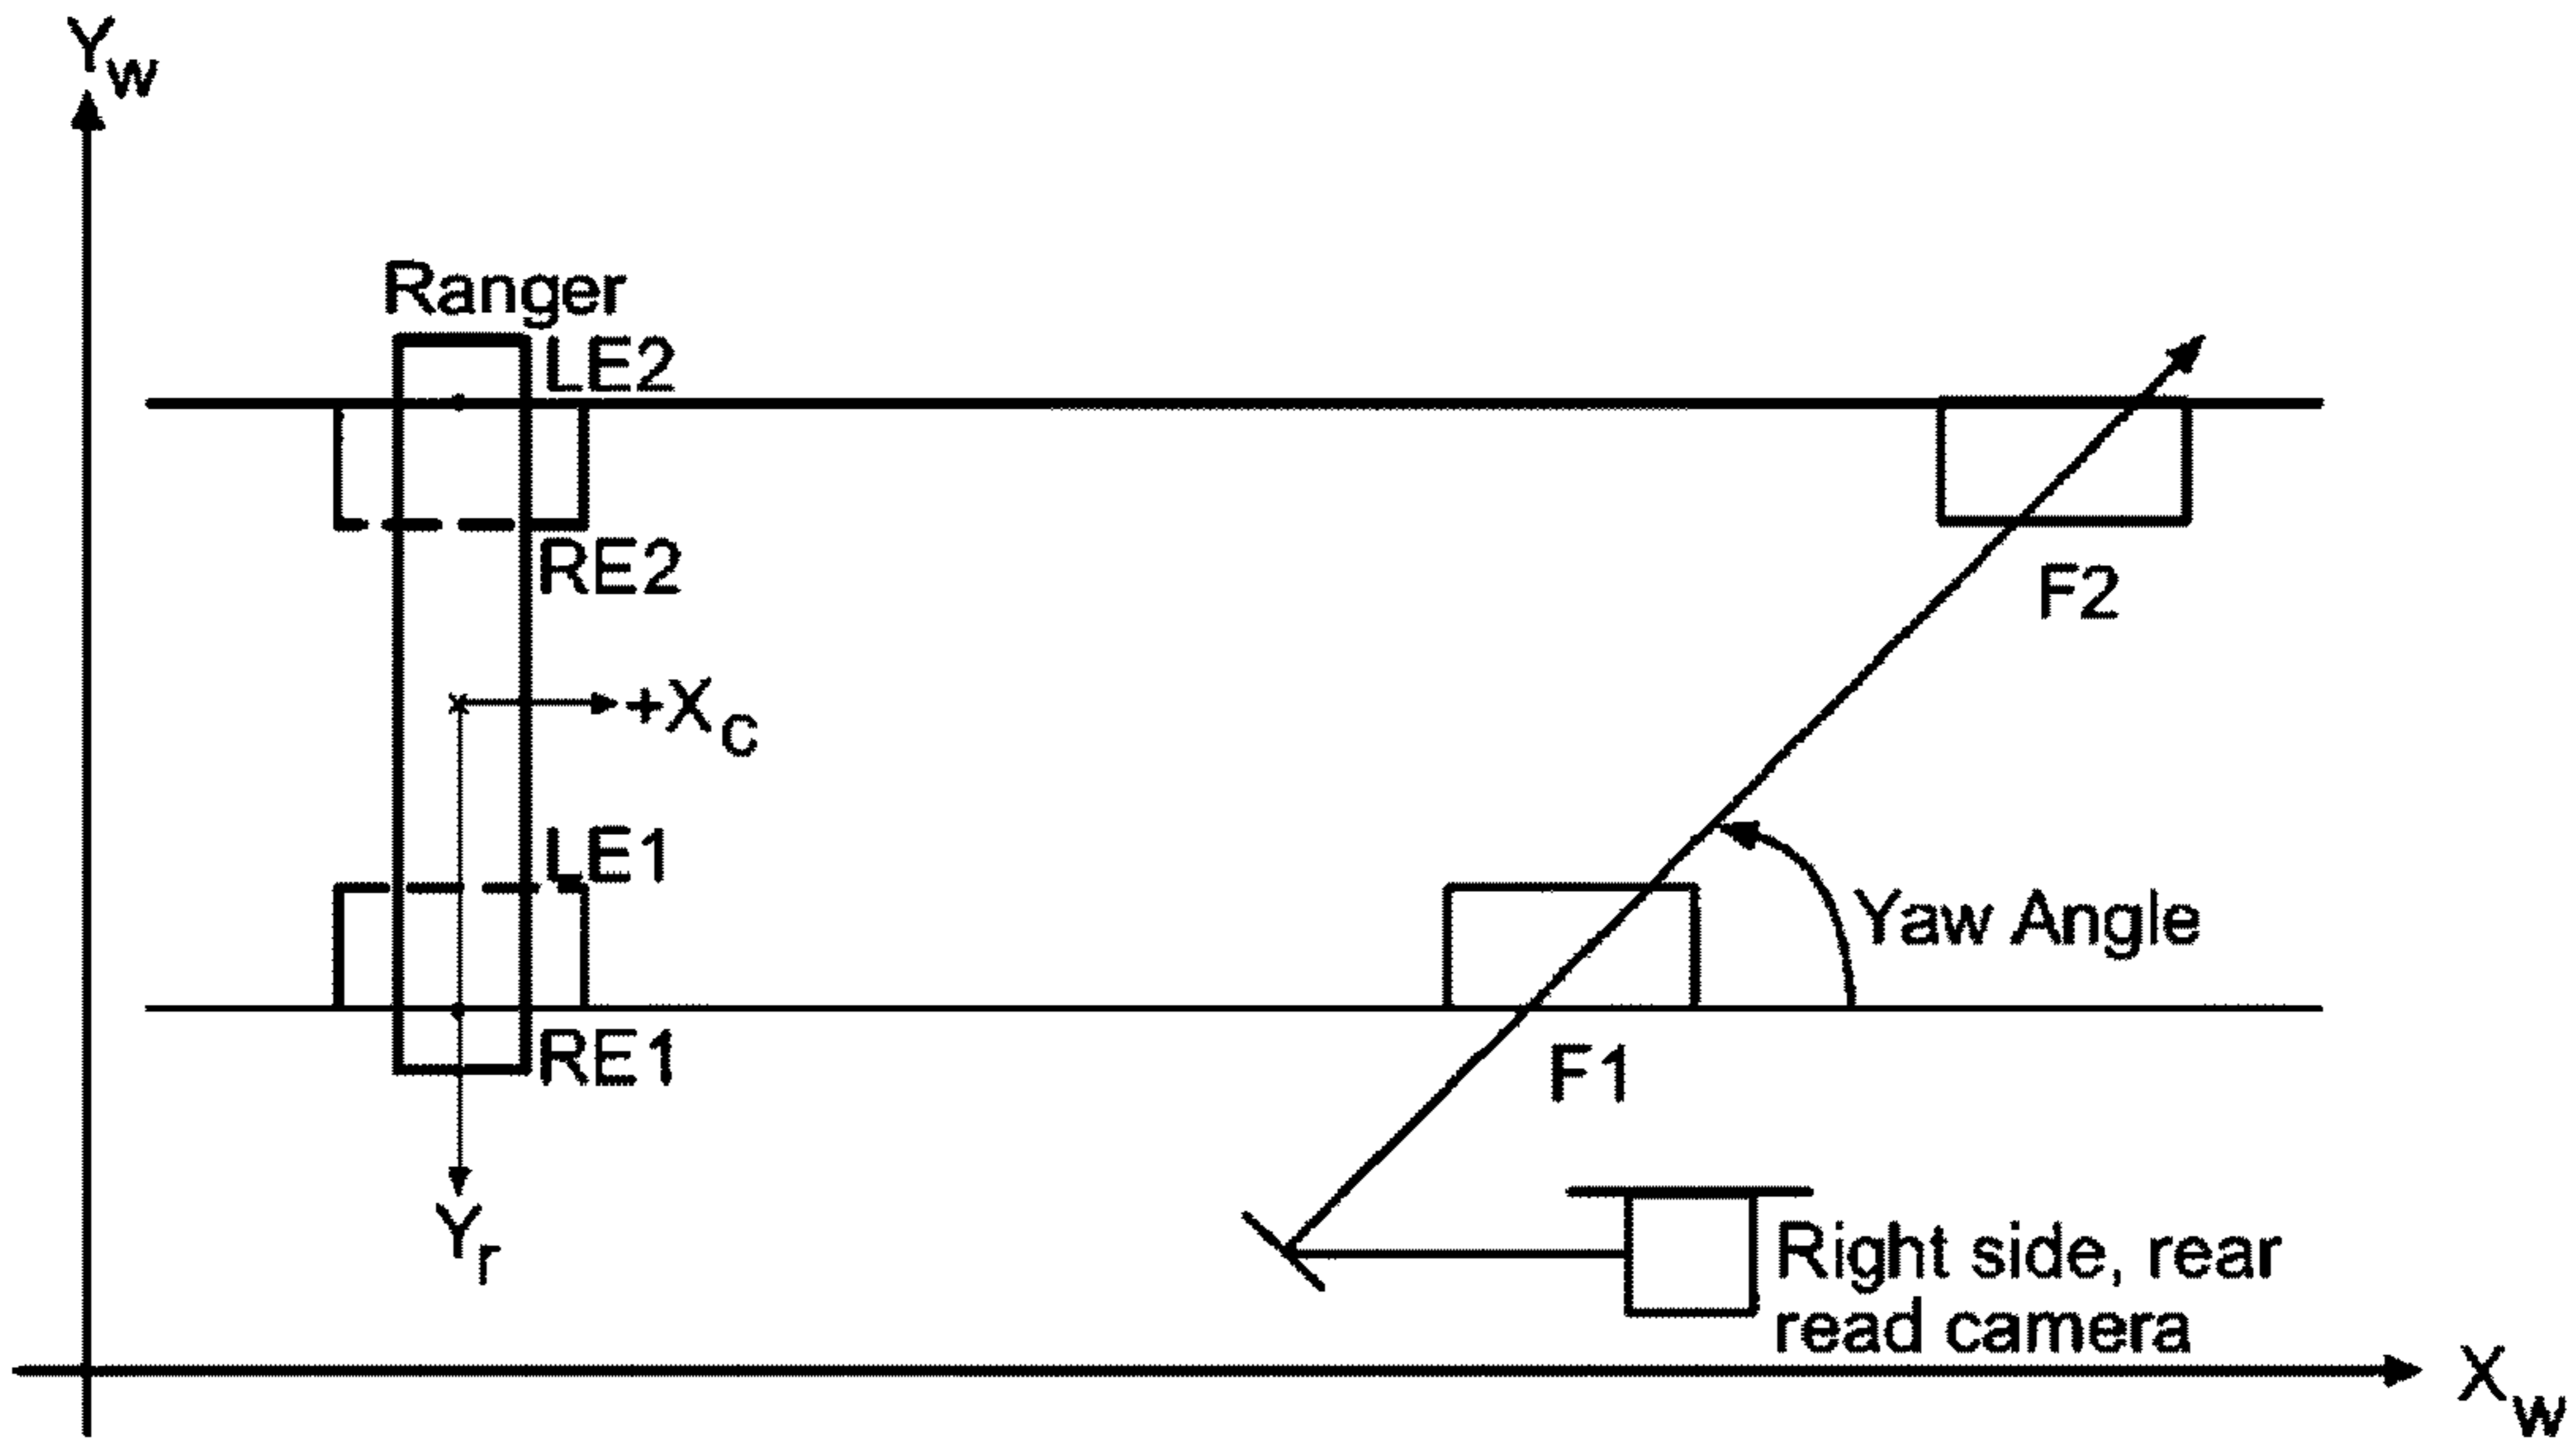 Yw
Ranger
LE2
RE2
F2
+Xc
LE1
Yaw Angle
RE1
F1
Yr
Right side, rear
read camera
Xw